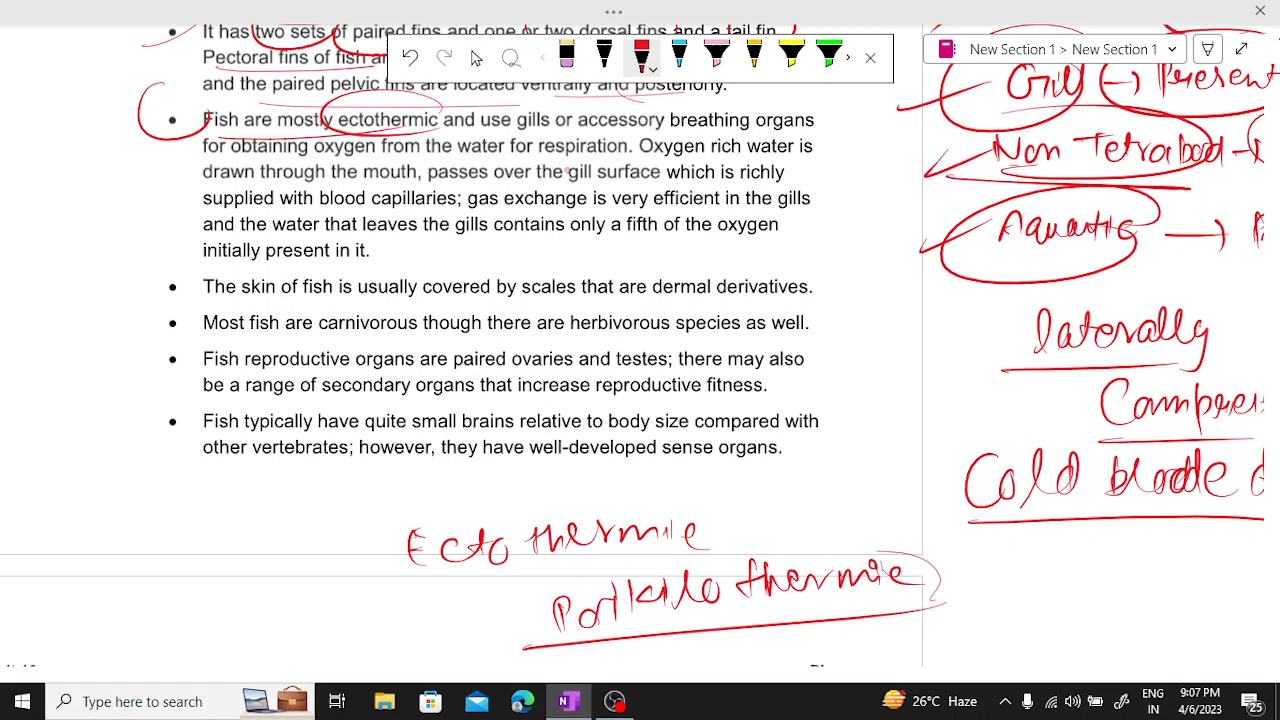 It has two sets of paired fins and one or two dorsal fins and a tail fin.
Pectoral fins of fish ar
and the paired pelvic fins are located ventrally and posteriorly.
• Fish are mostly ectothermic and use gills or accessory breathing organs
for obtaining oxygen from the water for respiration. Oxygen rich water is
drawn through the mouth, passes over the gill surface which is richly
supplied with blood capillaries; gas exchange is very efficient in the gills
and the water that leaves the gills contains only a fifth of the oxygen
initially present in it.
• The skin of fish is usually covered by scales that are dermal derivatives.
• Most fish are carnivorous though there are herbivorous species as well.
• Fish reproductive organs are paired ovaries and testes; there may also
be a range of secondary organs that increase reproductive fitness.
• Fish typically have quite small brains relative to body size compared with
other vertebrates; however, they have well-developed sense organs.
Ecto thermic
Poikilo thermic
New Section 1 > New Section 1
Gill → Present
Non Tetrapod
Aquatic →
laterally
Compres
Cold bloode
Type here to search
26°C Haze
ENG
IN
9:07 PM
4/6/2023
25